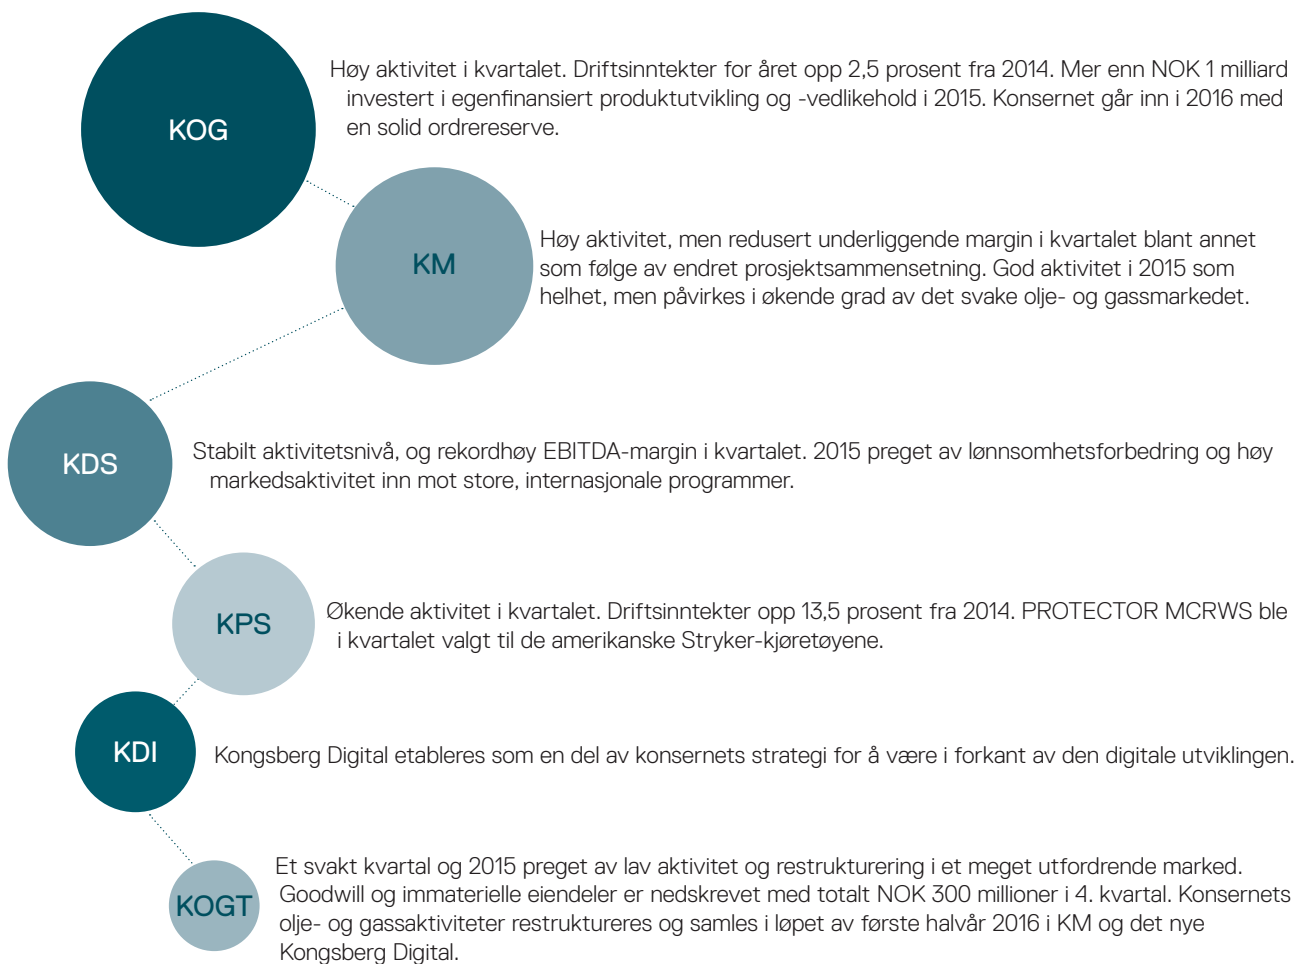 KOG
Høy aktivitet i kvartalet. Driftsinntekter for året opp 2,5 prosent fra 2014. Mer enn NOK 1 milliard
investert i egenfinansiert produktutvikling og -vedlikehold i 2015. Konsernet går inn i 2016 med
en solid ordrereserve.
KM
Høy aktivitet, men redusert underliggende margin i kvartalet blant annet
som følge av endret prosjektsammensetning. God aktivitet i 2015 som
helhet, men påvirkes i økende grad av det svake olje- og gassmarkedet.
KDS
Stabilt aktivitetsnivå, og rekordhøy EBITDA-margin i kvartalet. 2015 preget av lønnsomhetsforbedring og høy
markedsaktivitet inn mot store, internasjonale programmer.
KPS
Økende aktivitet i kvartalet. Driftsinntekter opp 13,5 prosent fra 2014. PROTECTOR MCRWS ble
i kvartalet valgt til de amerikanske Stryker-kjøretøyene.
KDI
Kongsberg Digital etableres som en del av konsernets strategi for å være i forkant av den digitale utviklingen.
KOGT
Et svakt kvartal og 2015 preget av lav aktivitet og restrukturering i et meget utfordrende marked.
Goodwill og immaterielle eiendeler er nedskrevet med totalt NOK 300 millioner i 4. kvartal. Konsernets
olje- og gassaktiviteter restruktureres og samles i løpet av første halvår 2016 i KM og det nye
Kongsberg Digital.